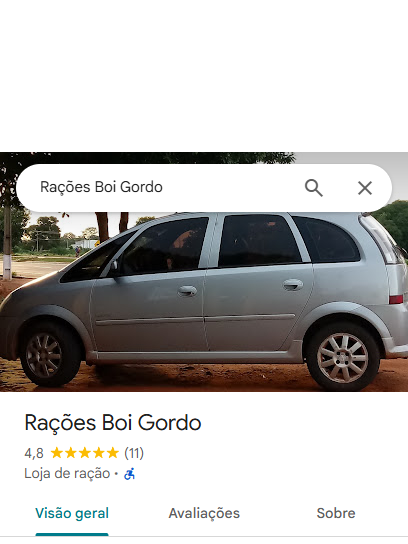 Rações Boi Gordo
Rações Boi Gordo
4,8 ★★★★★ (11)
Loja de ração ·
Visão geral Avaliações Sobre